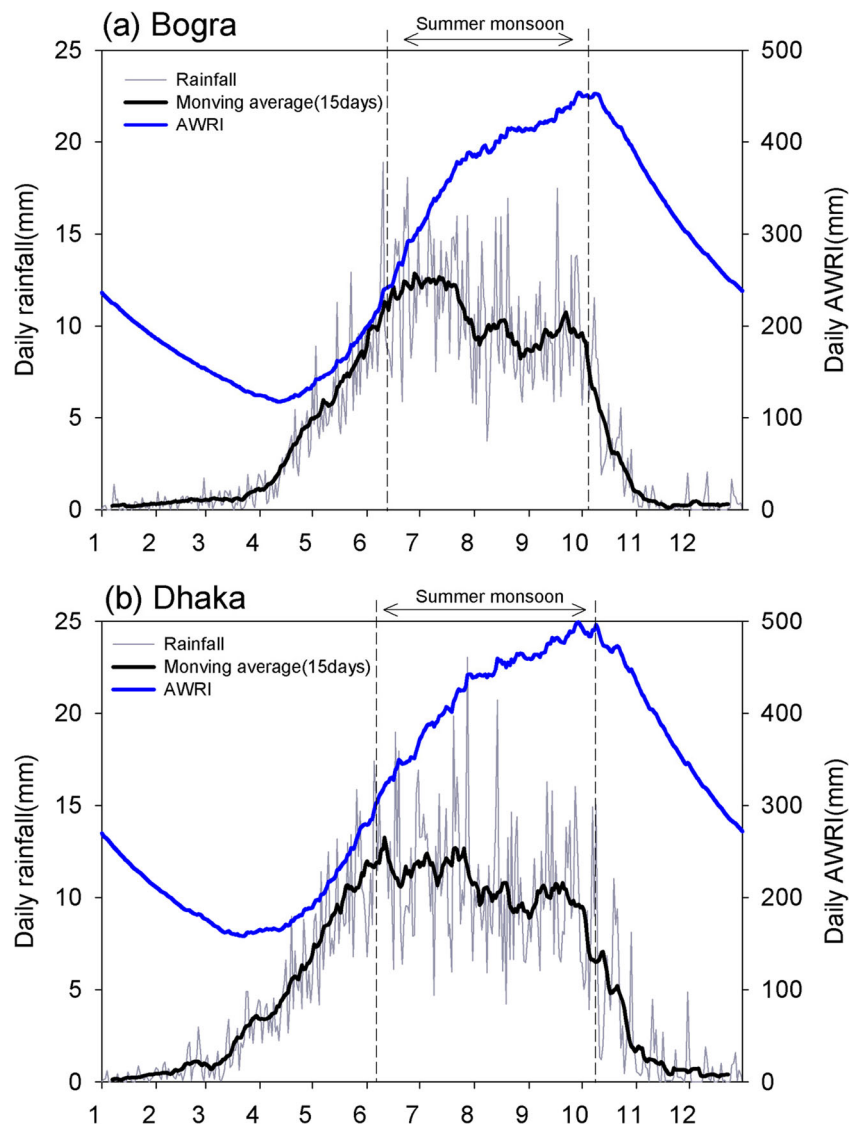 (a) Bogra
Summer monsoon
25
500
Rainfall
Monving average(15days)
AWRI
20
400
15
300
10
200
5
100
0
0
Daily rainfall(mm)
Daily AWRI(mm)
1 2 3 4 5 6 7 8 9 10 11 12
(b) Dhaka
Summer monsoon
25
500
Rainfall
Monving average(15days)
AWRI
20
400
15
300
10
200
5
100
0
0
Daily rainfall(mm)
Daily AWRI(mm)
1 2 3 4 5 6 7 8 9 10 11 12